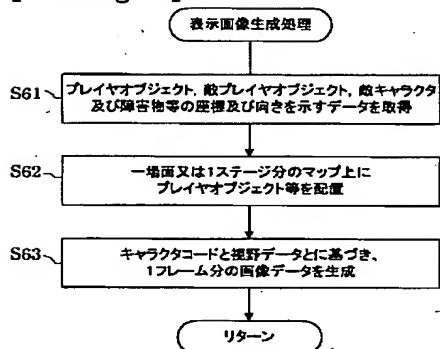 表示画像生成処理
S61
プレイヤオブジェクト, 敵プレイヤオブジェクト, 敵キャラクタ
及び障害物等の座標及び向きを示すデータを取得
S62
一場面又は1ステージ分のマップ上に
プレイヤオブジェクト等を配置
S63
キャラクタコードと視野データとに基づき、
1フレーム分の画像データを生成
リターン